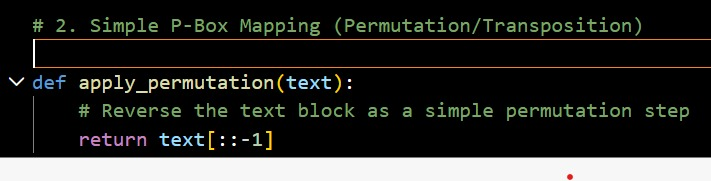 # 2. Simple P-Box Mapping (Permutation/Transposition)
def apply_permutation(text):
# Reverse the text block as a simple permutation step
return text[::-1]